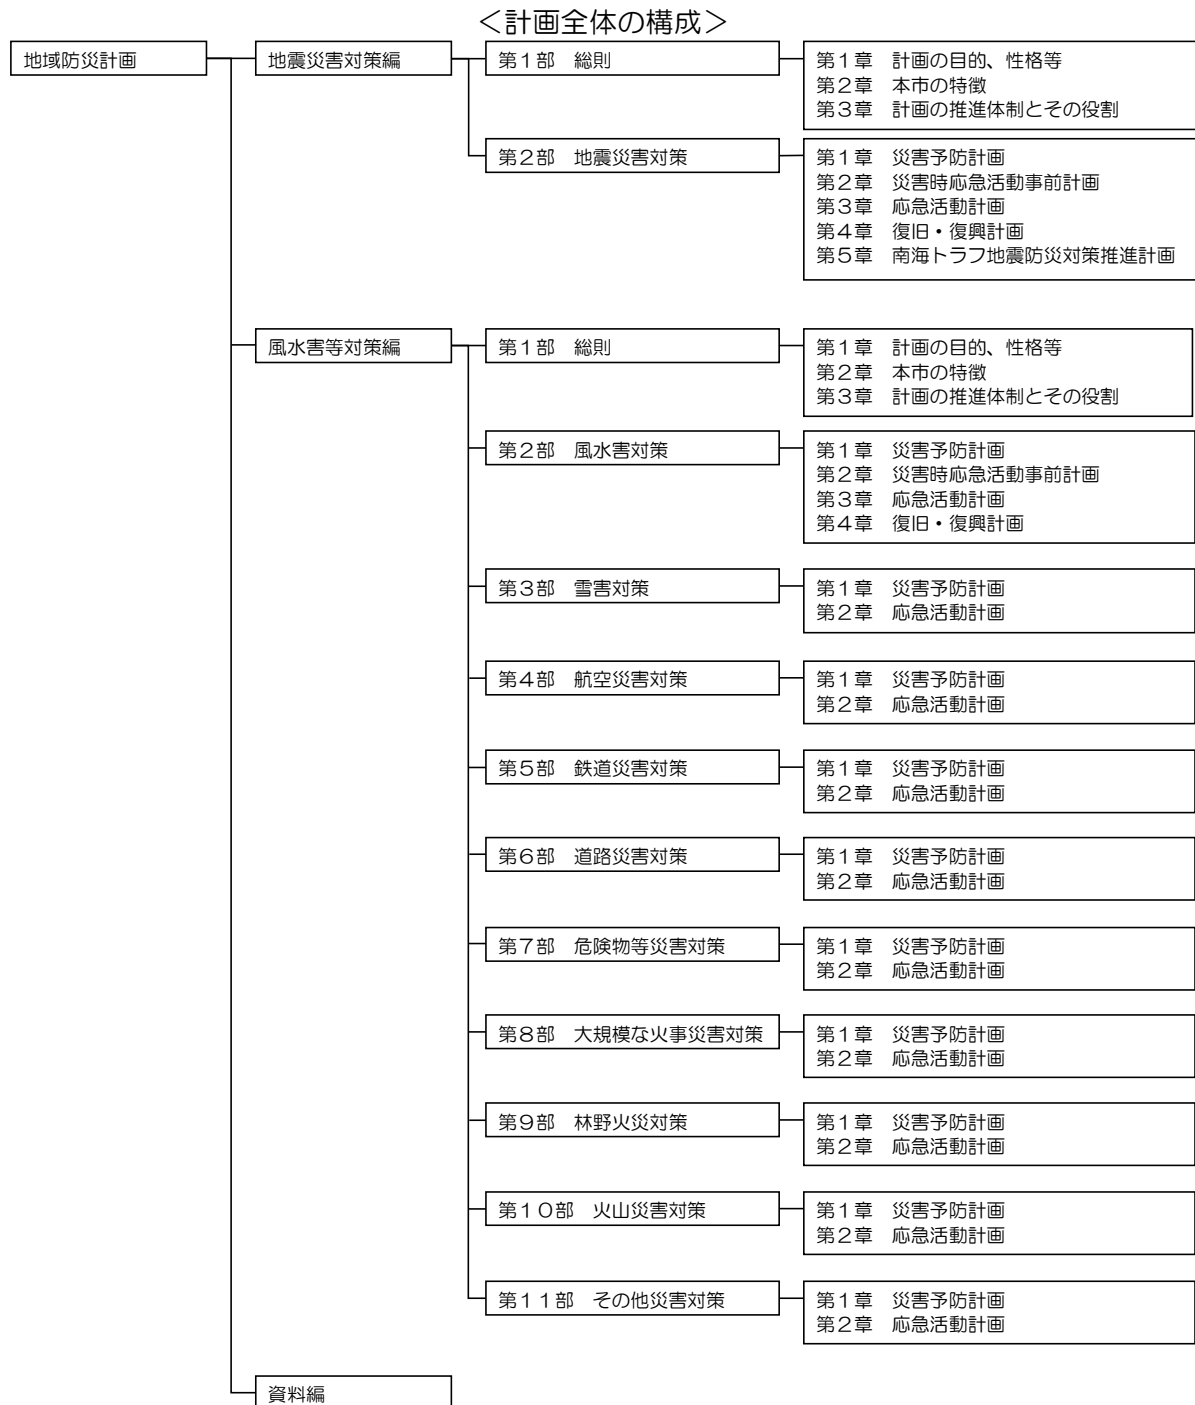 ＜計画全体の構成＞
地域防災計画
地震災害対策編
第１部　総則
第１章　計画の目的、性格等
第２章　本市の特徴
第３章　計画の推進体制とその役割
第２部　地震災害対策
第１章　災害予防計画
第２章　災害時応急活動事前計画
第３章　応急活動計画
第４章　復旧・復興計画
第５章　南海トラフ地震防災対策推進計画
風水害等対策編
第１部　総則
第１章　計画の目的、性格等
第２章　本市の特徴
第３章　計画の推進体制とその役割
第２部　風水害対策
第１章　災害予防計画
第２章　災害時応急活動事前計画
第３章　応急活動計画
第４章　復旧・復興計画
第３部　雪害対策
第１章　災害予防計画
第２章　応急活動計画
第４部　航空災害対策
第１章　災害予防計画
第２章　応急活動計画
第５部　鉄道災害対策
第１章　災害予防計画
第２章　応急活動計画
第６部　道路災害対策
第１章　災害予防計画
第２章　応急活動計画
第７部　危険物等災害対策
第１章　災害予防計画
第２章　応急活動計画
第８部　大規模な火事災害対策
第１章　災害予防計画
第２章　応急活動計画
第９部　林野火災対策
第１章　災害予防計画
第２章　応急活動計画
第１０部　火山災害対策
第１章　災害予防計画
第２章　応急活動計画
第１１部　その他災害対策
第１章　災害予防計画
第２章　応急活動計画
資料編